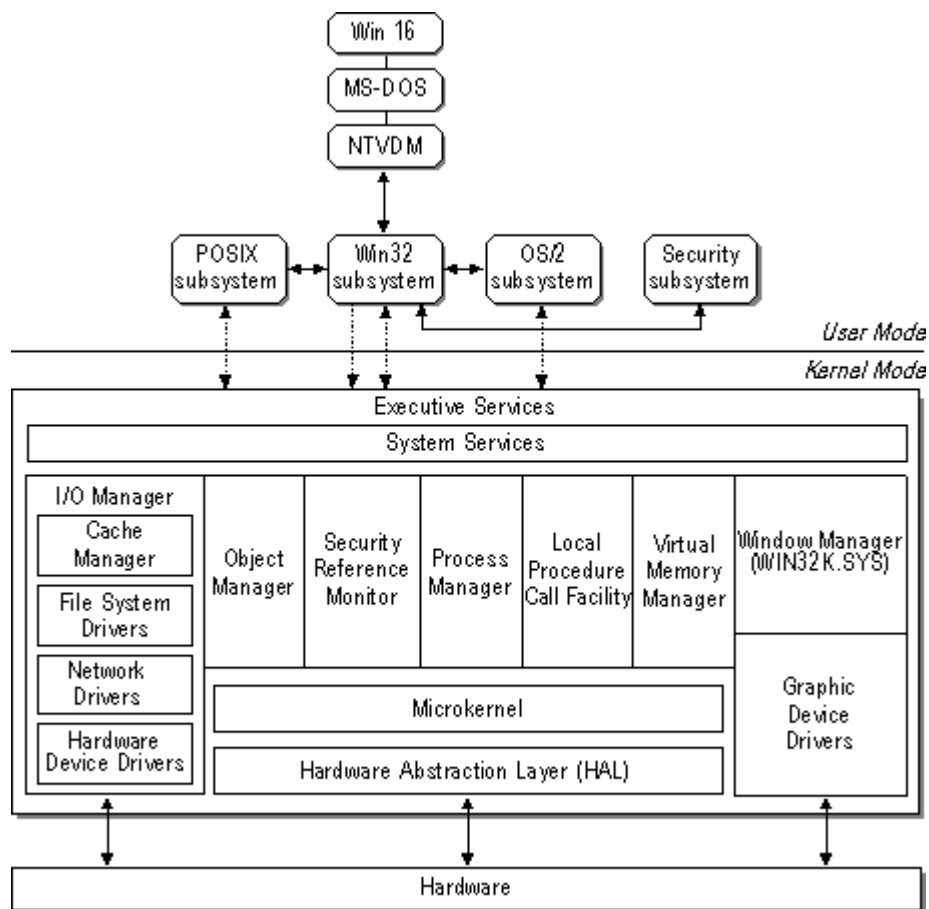 Win 16
MS-DOS
NTVDM
POSIX
subsystem
Win32
subsystem
OS/2
subsystem
Security
subsystem
User Mode
Kernel Mode
Executive Services
System Services
I/O Manager
Cache
Manager
File System
Drivers
Network
Drivers
Hardware
Device Drivers
Object
Manager
Security
Reference
Monitor
Process
Manager
Local
Procedure
Call Facility
Virtual
Memory
Manager
Window Manager
(WIN32K.SYS)
Graphic
Device
Drivers
Microkernel
Hardware Abstraction Layer (HAL)
Hardware